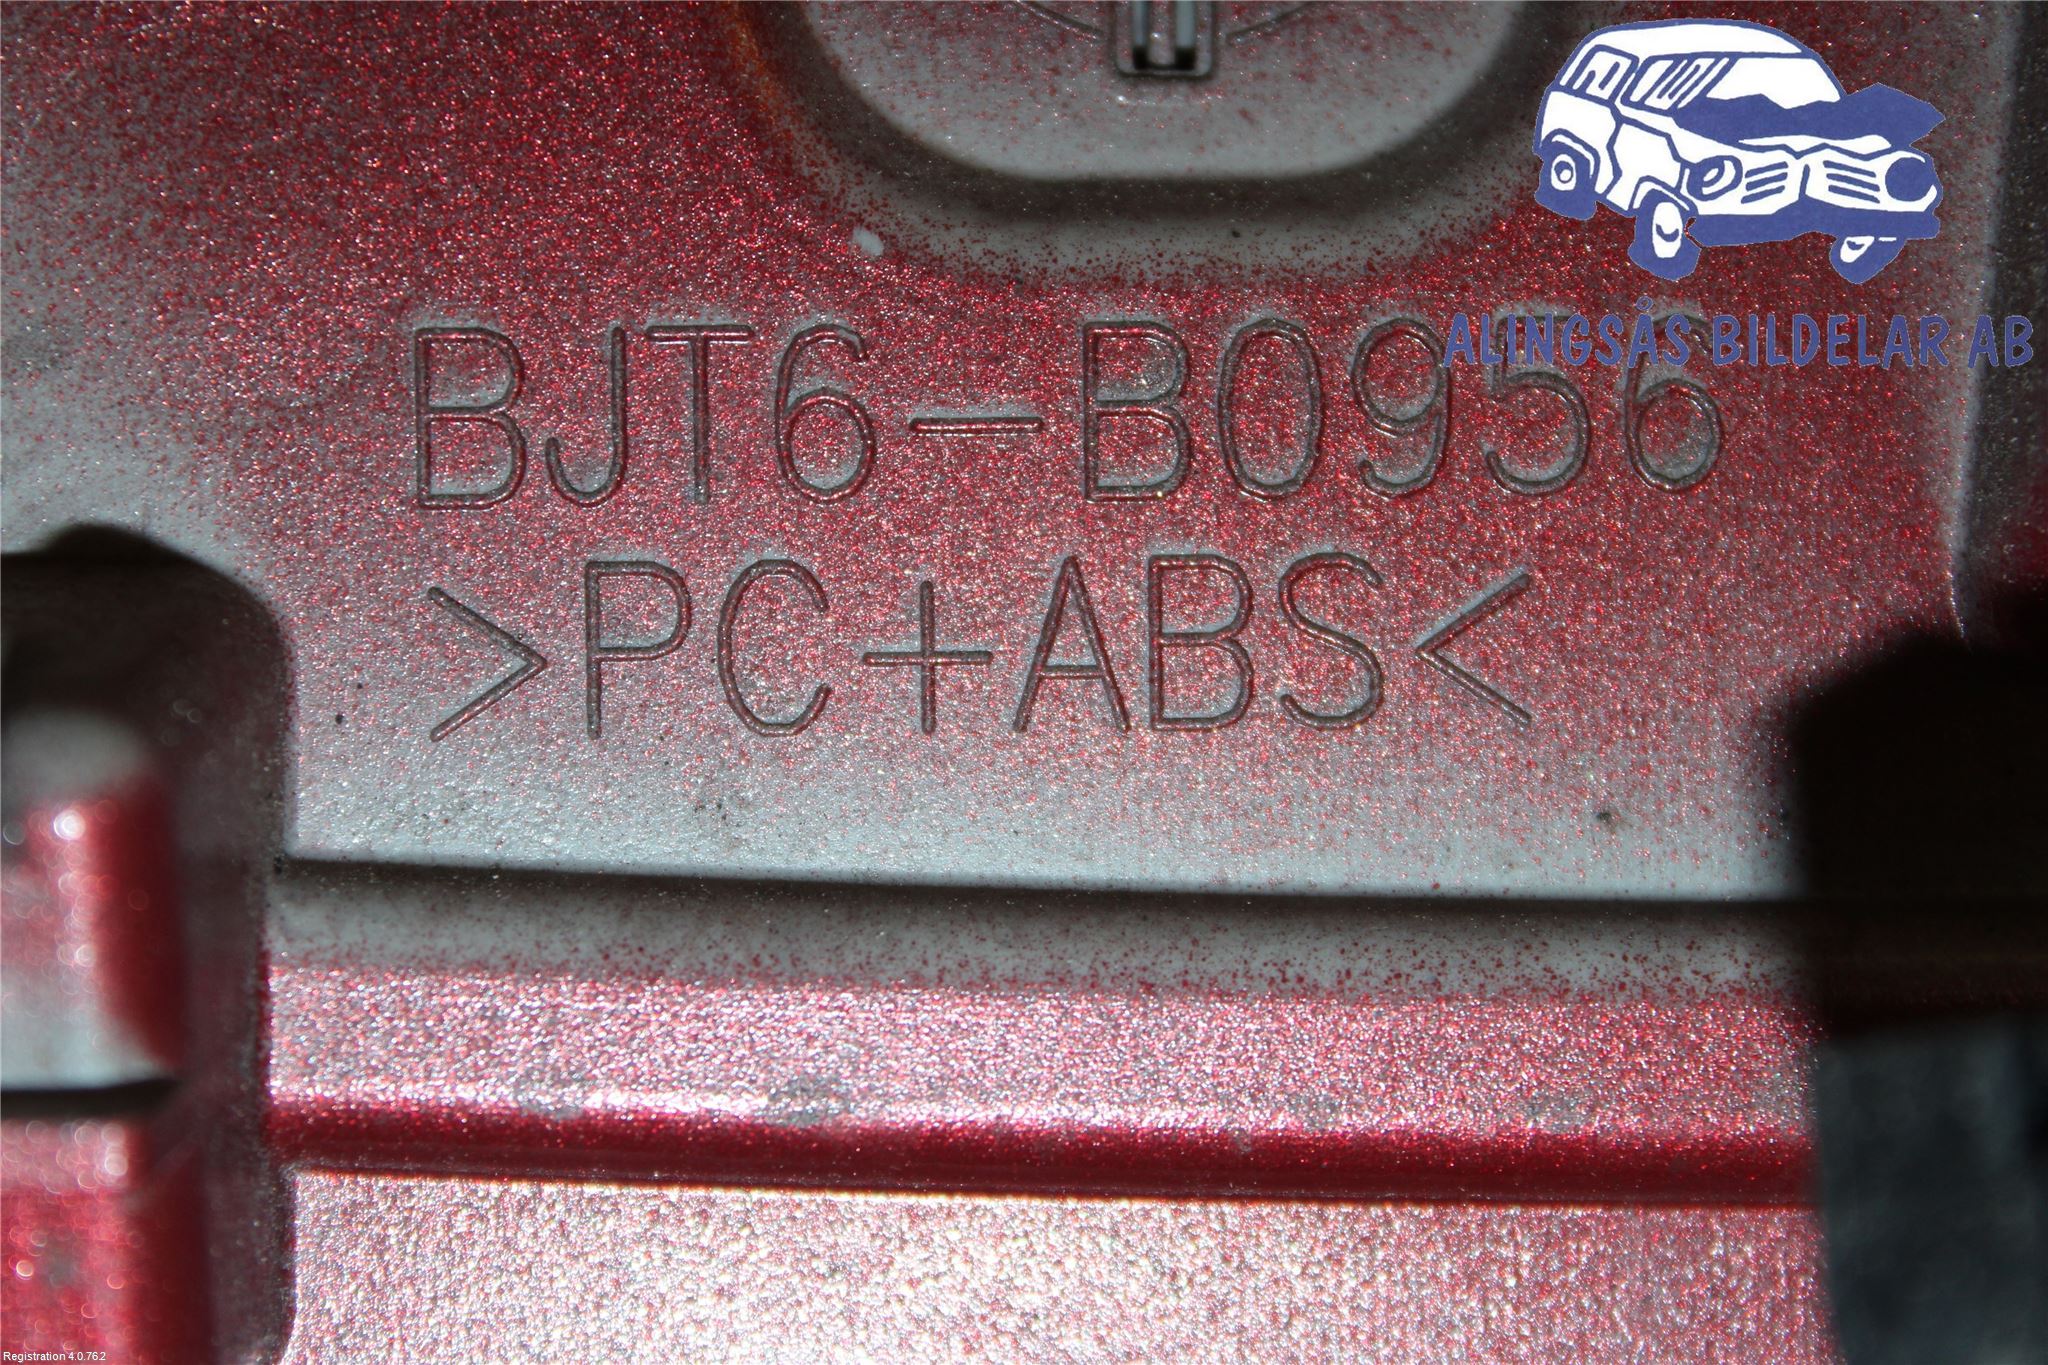 ALINGSÅS BILDELAR AB
BJT6-B0956
>PC+ABS<
Registration 4.0.762